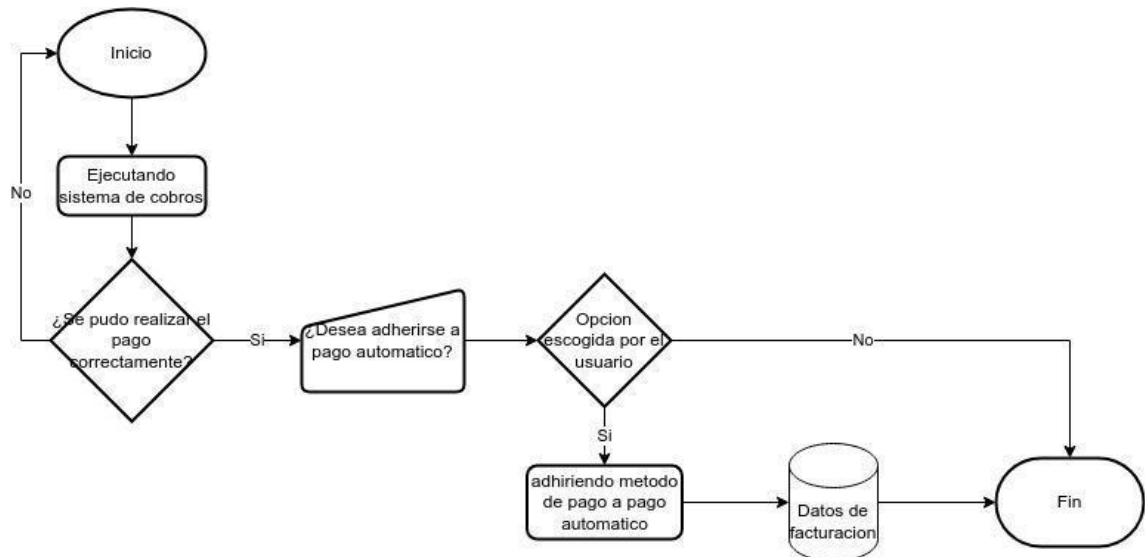 Inicio
Ejecutando
sistema de cobros
No
¿Se pudo realizar el
pago
correctamente?
Si
¿Desea adherirse a
pago automatico?
Opcion
escogida por el
usuario
No
Si
adhiriendo metodo
de pago a pago
automatico
Datos de
facturacion
Fin